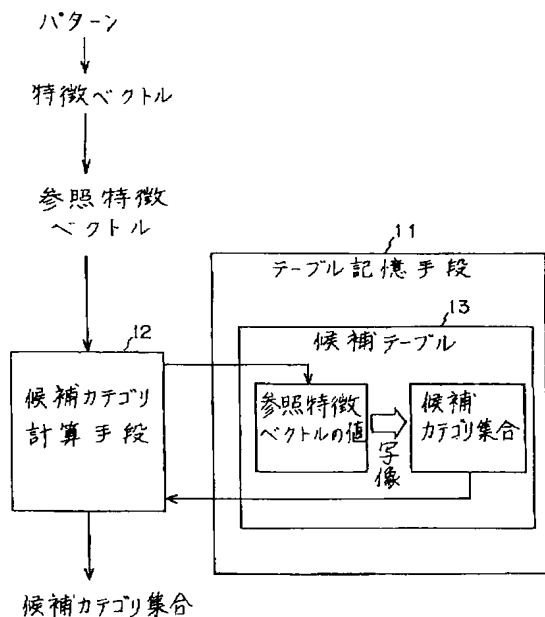 パターン
特徴ベクトル
参照特徴
ベクトル
11
テーブル記憶手段
12
13
候補テーブル
候補カテゴリ
計算手段
参照特徴
ベクトルの値
写像
候補
カテゴリ集合
候補カテゴリ集合